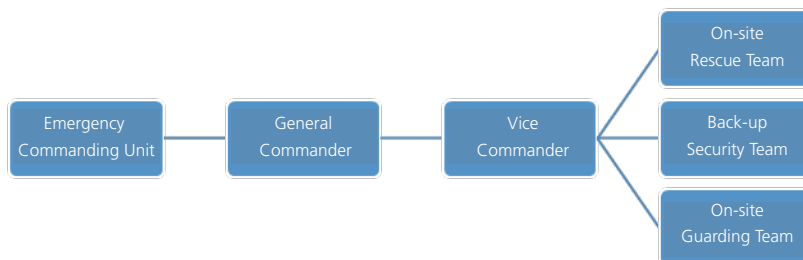 Emergency
Commanding Unit
General
Commander
Vice
Commander
On-site
Rescue Team
Back-up
Security Team
On-site
Guarding Team